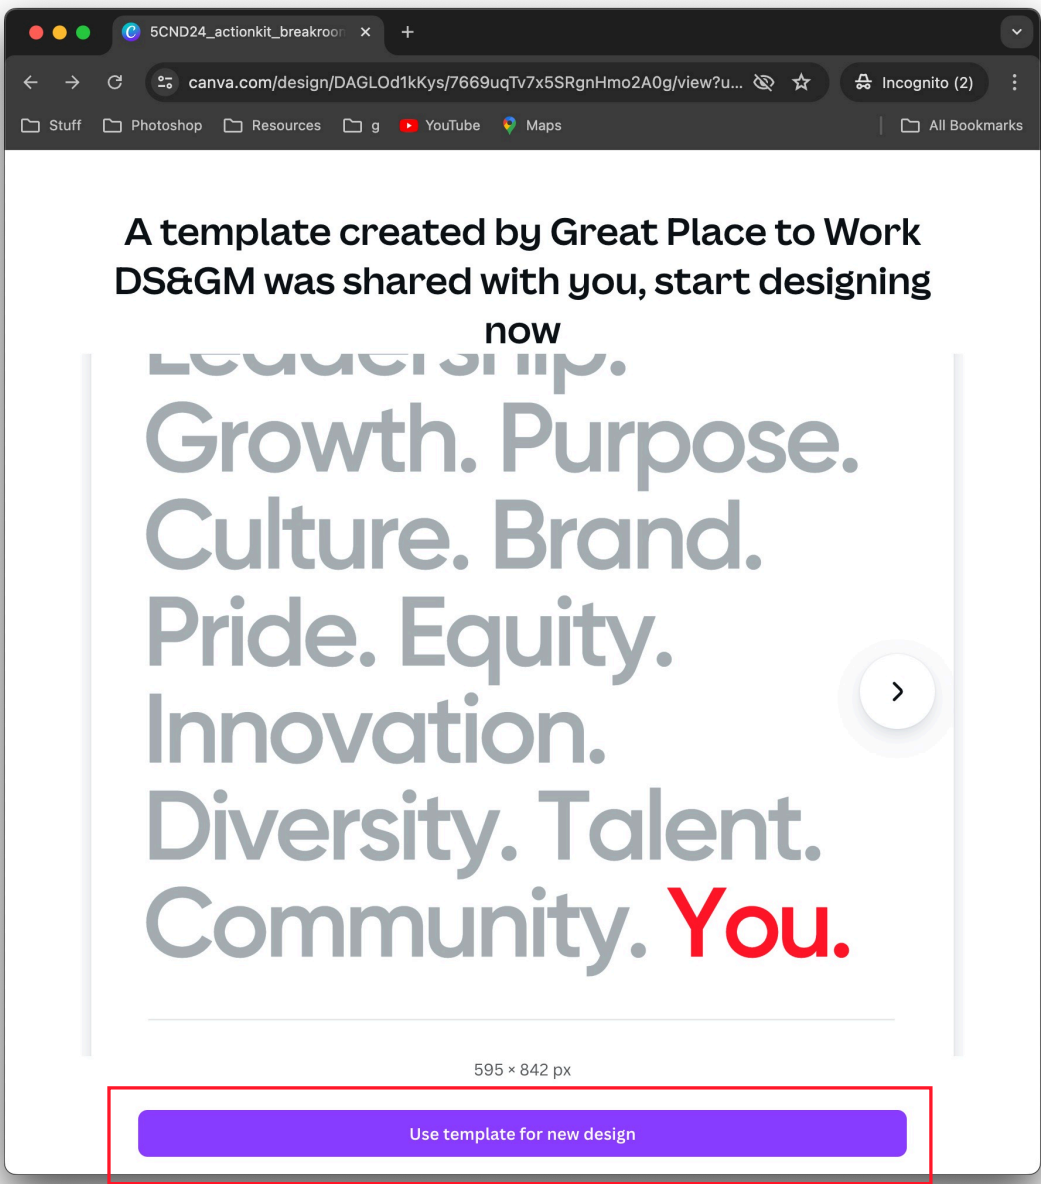 5CND24_actionkit_breakroon
canva.com/design/DAGLOd1kKys/7669uqTv7x5SRgnHmo2A0g/view?u...
Incognito (2)
Stuff
Photoshop
Resources
g
YouTube
Maps
All Bookmarks
A template created by Great Place to Work
DS&GM was shared with you, start designing
now
Leadership.
Growth. Purpose.
Culture. Brand.
Pride. Equity.
Innovation.
Diversity. Talent.
Community. You.
595 × 842 px
Use template for new design